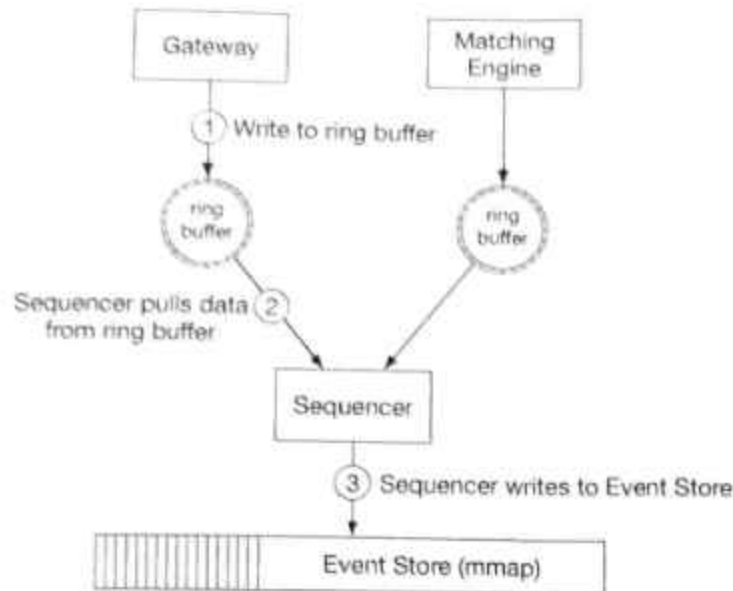 Gateway
Matching
Engine
1 Write to ring buffer
ring
buffer
ring
buffer
Sequencer pulls data
from ring buffer
2
Sequencer
3 Sequencer writes to Event Store
Event Store (mmap)